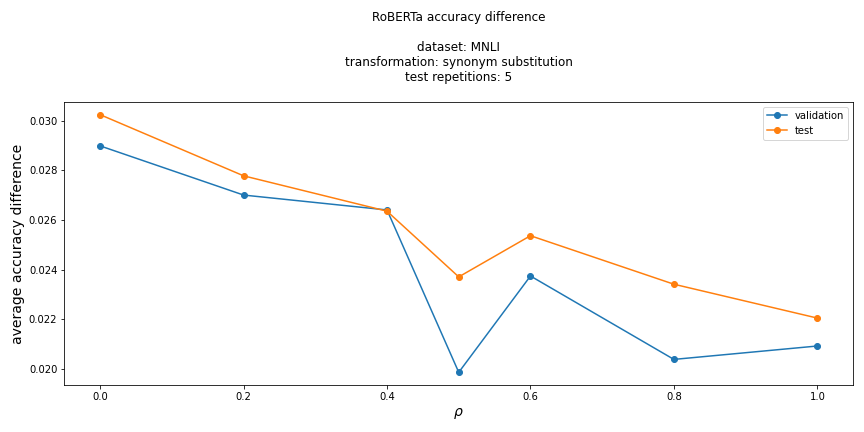 RoBERTa accuracy difference
dataset: MNLI
transformation: synonym substitution
test repetitions: 5
validation
test
average accuracy difference
0.030
0.028
0.026
0.024
0.022
0.020
0.0 0.2 0.4 0.6 0.8 1.0
ρ